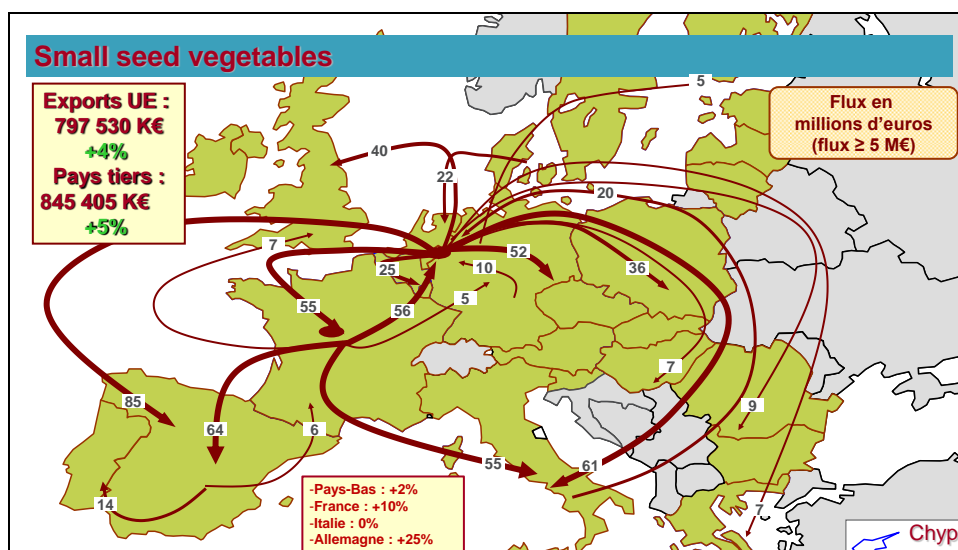 Small seed vegetables
Exports UE :
797 530 K€
+4%
Pays tiers :
845 405 K€
+5%
Flux en
millions d'euros
(flux ≥ 5 M€)
5
40
22
20
7
52
25
10
36
5
55
56
7
85
9
64
6
55
61
14
7
-Pays-Bas : +2%
-France : +10%
-Italie : 0%
-Allemagne : +25%
Chyp